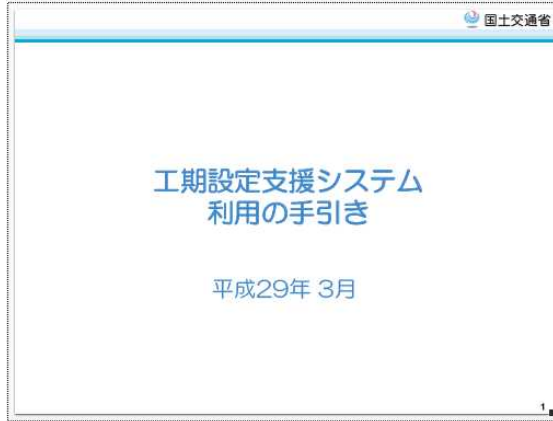 国土交通省
工期設定支援システム
利用の手引き
平成29年 3月
1